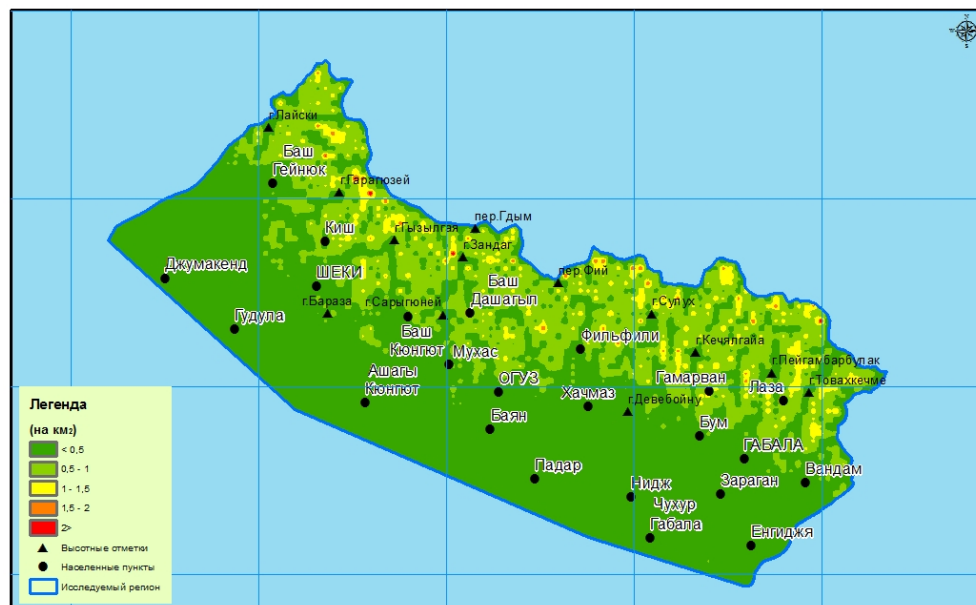 г.Лайски
Баш
Гейнюк
г.Гарагюзей
пер.Гдым
Киш
г.Гызылгая
г.Зандаг
Джумакенд
ШЕКИ
Баш
Дашагыл
пер.Фий
г.Бараза
г.Сарыгюней
г.Сулух
Гудула
Баш
Кюнгют
Мухас
Фильфили
г.Кечялгайа
Ашагы
Кюнгют
ОГУЗ
Хачмаз
г.Девебойну
Гамарван
г.Пейгамбарбулак
Лаза
г.Товахкечме
Баян
Бум
ГАБАЛА
Падар
Нидж
Зараган
Вандам
Чухур
Габала
Енгиджя
Легенда
(на км2)
< 0,5
0,5 - 1
1 - 1,5
1,5 - 2
2>
Высотные отметки
Населенные пункты
Исследуемый регион